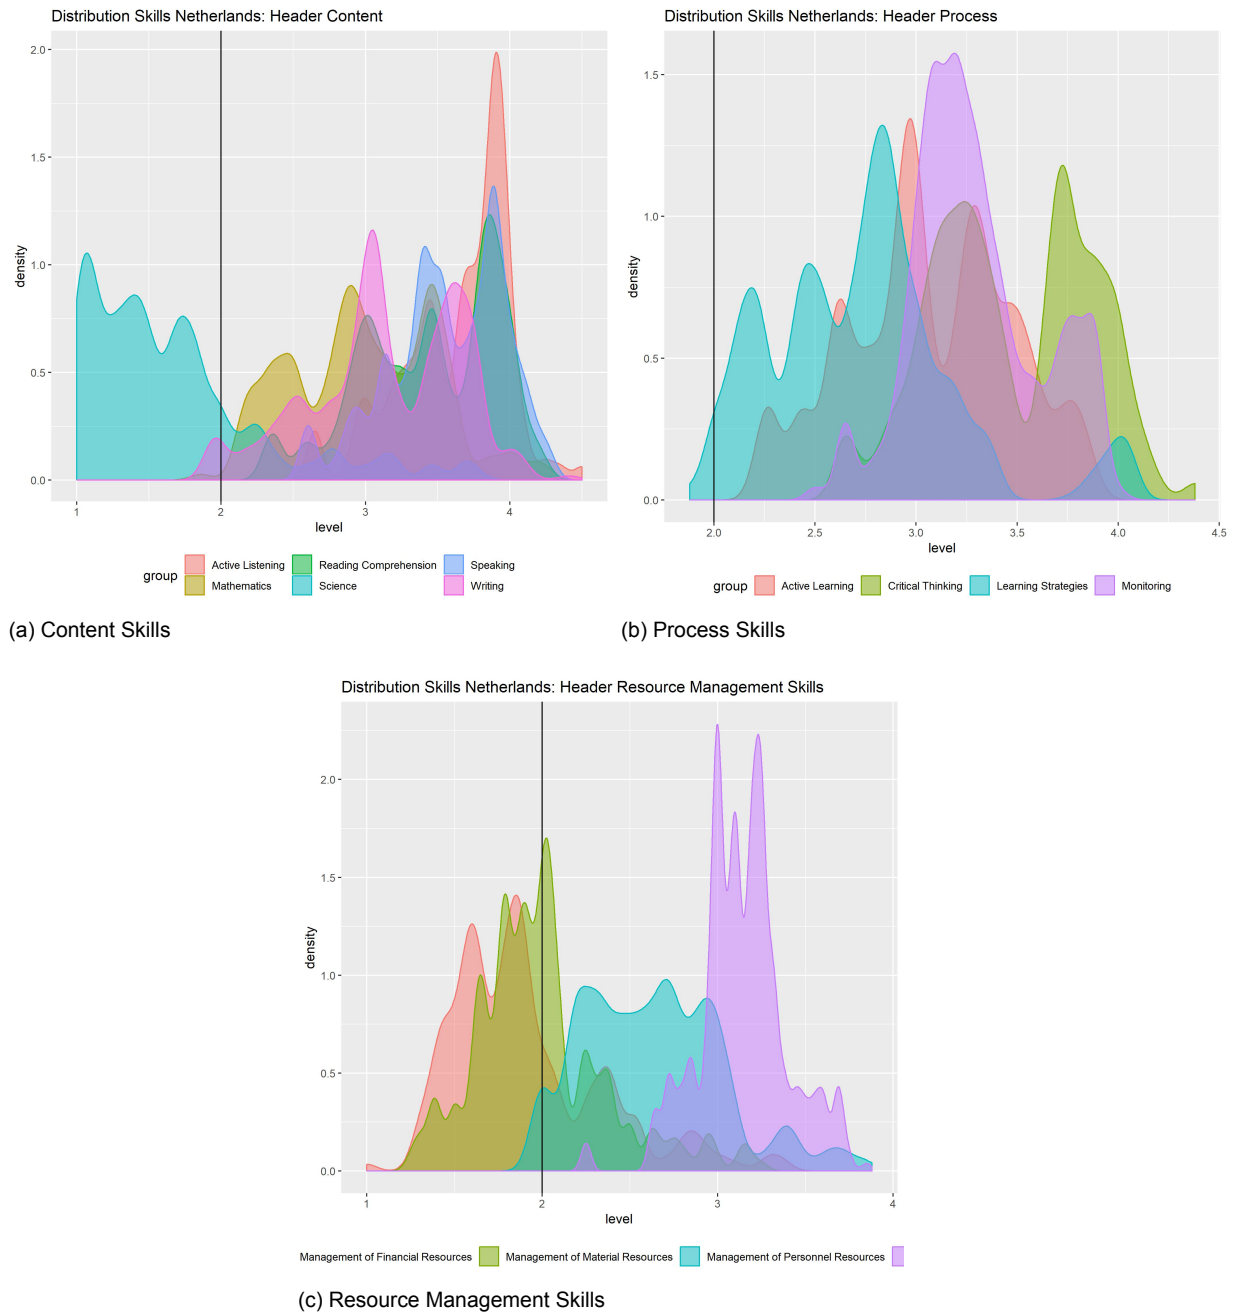 Distribution Skills Netherlands: Header Content
2.0
1.5
1.0
0.5
0.0
density
1 2 3 4
level
group Active Listening Reading Comprehension Speaking
Mathematics Science Writing
(a) Content Skills
Distribution Skills Netherlands: Header Process
1.5
1.0
0.5
0.0
density
2.0 2.5 3.0 3.5 4.0 4.5
level
group Active Learning Critical Thinking Learning Strategies Monitoring
(b) Process Skills
Distribution Skills Netherlands: Header Resource Management Skills
2.0
1.5
1.0
0.5
0.0
density
1 2 3 4
level
Management of Financial Resources Management of Material Resources Management of Personnel Resources
(c) Resource Management Skills